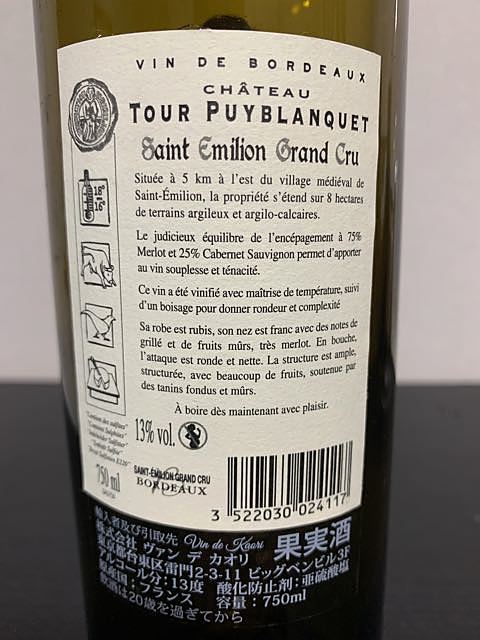 VIN DE BORDEAUX
CHÂTEAU
TOUR PUYBLANQUET
Saint Emilion Grand Cru
Située à 5 km à l'est du village médiéval de
Saint-Émilion, la propriété s'étend sur 8 hectares
de terrains argileux et argilo-calcaires.
Le judicieux équilibre de l'encépagement à 75%
Merlot et 25% Cabernet Sauvignon permet d'apporter
au vin souplesse et ténacité.
Ce vin a été vinifié avec maîtrise de température, suivi
d'un boisage pour donner rondeur et complexité
Sa robe est rubis, son nez est franc avec des notes de
grillé et de fruits mûrs, très merlot. En bouche,
l'attaque est ronde et nette. La structure est ample,
structurée, avec beaucoup de fruits, soutenue par
des tanins fondus et mûrs.
À boire dès maintenant avec plaisir.
18°
16°
13% vol.
750 ml
SAINT-ÉMILION GRAND CRU
BORDEAUX
3 522030 024117
輸入者及び引取先 Vin de Kaori 果実酒
株式会社 ヴァン デ カオリ
東京都台東区雷門2-3-11 ビッグベンビル3F
アルコール分:13度 酸化防止剤:亜硫酸塩
原産国:フランス 容量:750ml
飲酒は20歳を過ぎてから